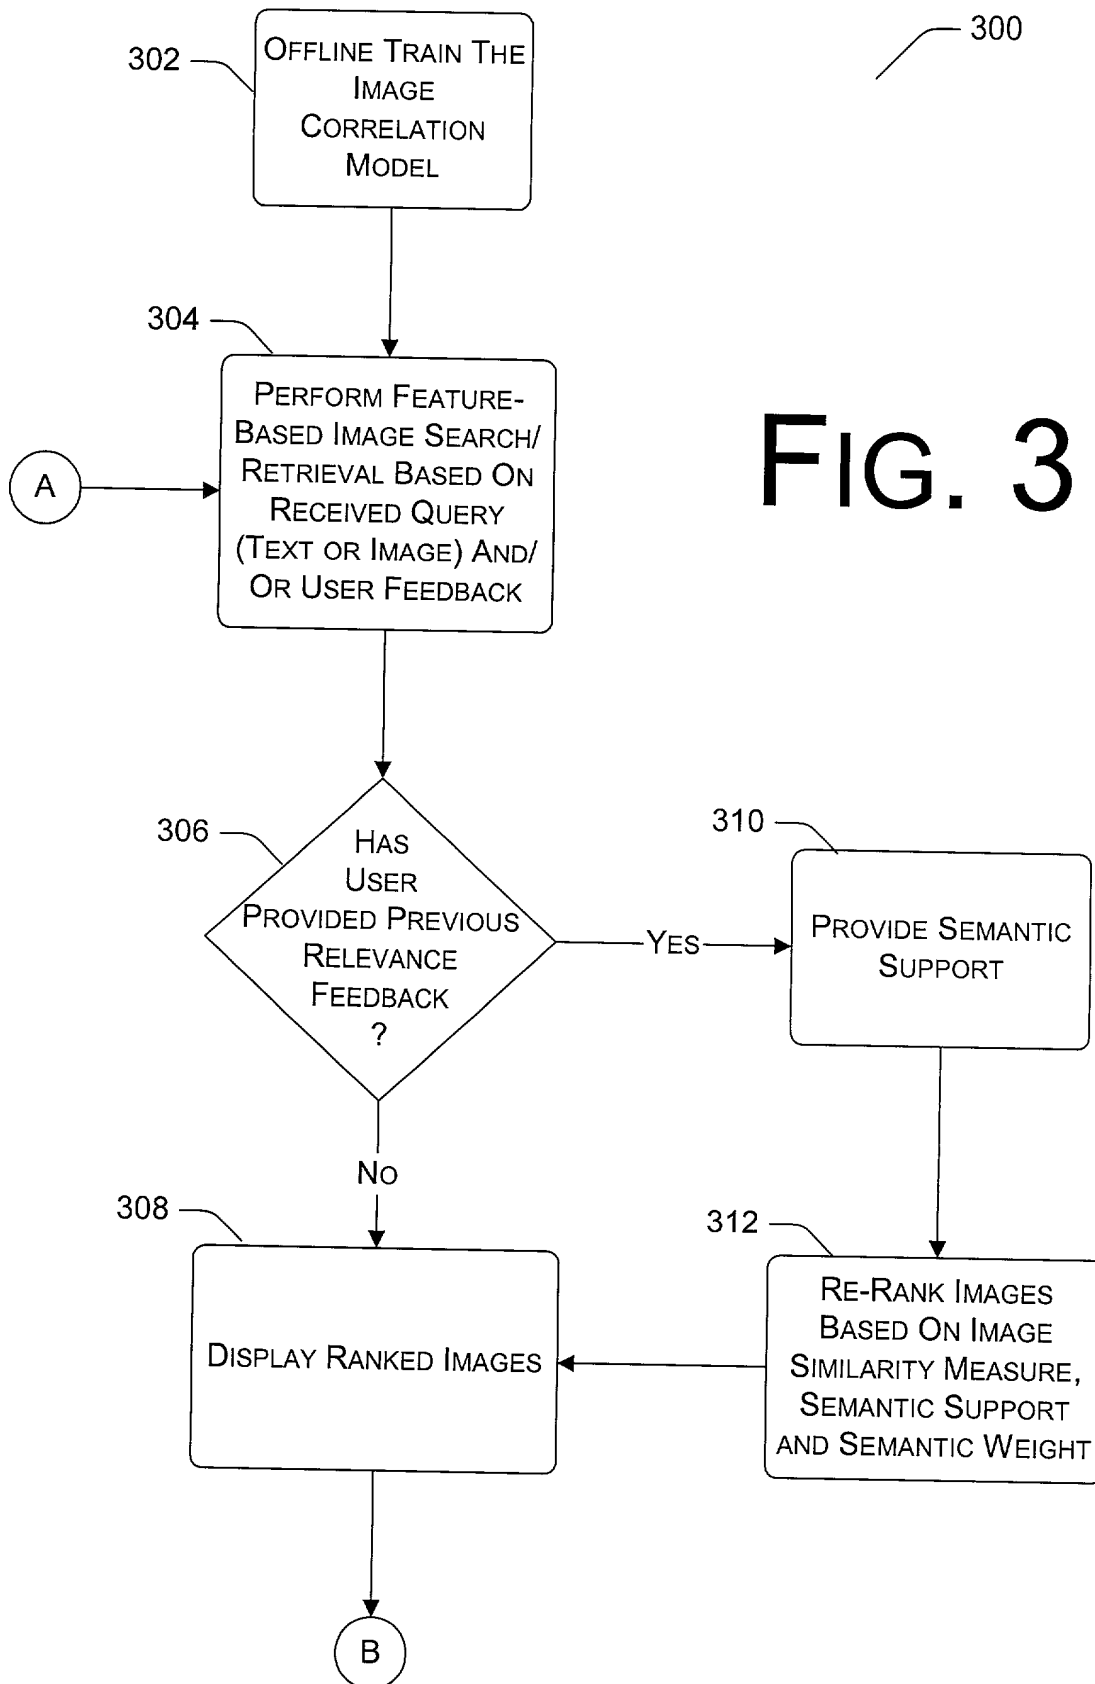 300
302
OFFLINE TRAIN THE
IMAGE
CORRELATION
MODEL
304
PERFORM FEATURE-
BASED IMAGE SEARCH/
RETRIEVAL BASED ON
RECEIVED QUERY
(TEXT OR IMAGE) AND/
OR USER FEEDBACK
A
FIG. 3
306
HAS
USER
PROVIDED PREVIOUS
RELEVANCE
FEEDBACK
?
YES
310
PROVIDE SEMANTIC
SUPPORT
NO
308
DISPLAY RANKED IMAGES
312
RE-RANK IMAGES
BASED ON IMAGE
SIMILARITY MEASURE,
SEMANTIC SUPPORT
AND SEMANTIC WEIGHT
B